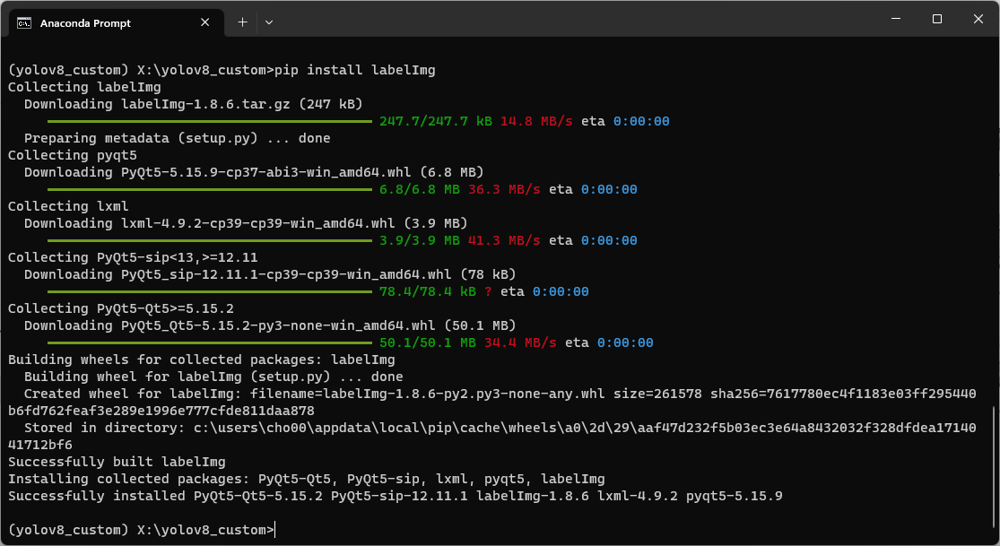 Anaconda Prompt
(yolov8_custom) X:\yolov8_custom>pip install labelImg
Collecting labelImg
  Downloading labelImg-1.8.6.tar.gz (247 kB)
     247.7/247.7 kB 14.8 MB/s eta 0:00:00
  Preparing metadata (setup.py) ... done
Collecting pyqt5
  Downloading PyQt5-5.15.9-cp37-abi3-win_amd64.whl (6.8 MB)
     6.8/6.8 MB 36.3 MB/s eta 0:00:00
Collecting lxml
  Downloading lxml-4.9.2-cp39-cp39-win_amd64.whl (3.9 MB)
     3.9/3.9 MB 41.3 MB/s eta 0:00:00
Collecting PyQt5-sip<13,>=12.11
  Downloading PyQt5_sip-12.11.1-cp39-cp39-win_amd64.whl (78 kB)
     78.4/78.4 kB ? eta 0:00:00
Collecting PyQt5-Qt5>=5.15.2
  Downloading PyQt5_Qt5-5.15.2-py3-none-win_amd64.whl (50.1 MB)
     50.1/50.1 MB 34.4 MB/s eta 0:00:00
Building wheels for collected packages: labelImg
  Building wheel for labelImg (setup.py) ... done
  Created wheel for labelImg: filename=labelImg-1.8.6-py2.py3-none-any.whl size=261578 sha256=7617780ec4f1183e03ff295440
b6fd762feaf3e289e1996e777cfde811daa878
  Stored in directory: c:\users\cho00\appdata\local\pip\cache\wheels\a0\2d\29\aaf47d232f5b03ec3e64a8432032f328dfdea17140
41712bf6
Successfully built labelImg
Installing collected packages: PyQt5-Qt5, PyQt5-sip, lxml, pyqt5, labelImg
Successfully installed PyQt5-Qt5-5.15.2 PyQt5-sip-12.11.1 labelImg-1.8.6 lxml-4.9.2 pyqt5-5.15.9
(yolov8_custom) X:\yolov8_custom>